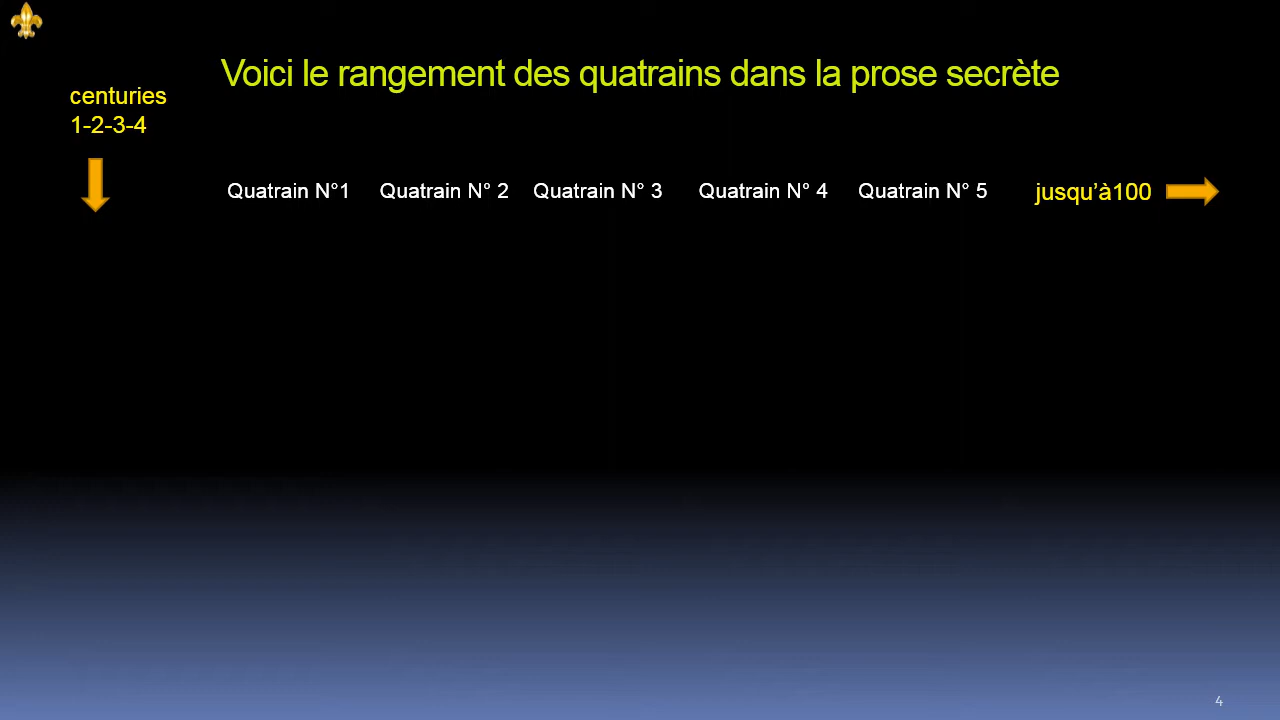 Voici le rangement des quatrains dans la prose secrète
centuries
1-2-3-4
Quatrain N°1 Quatrain N° 2 Quatrain N° 3 Quatrain N° 4 Quatrain N° 5 jusqu’à100
4